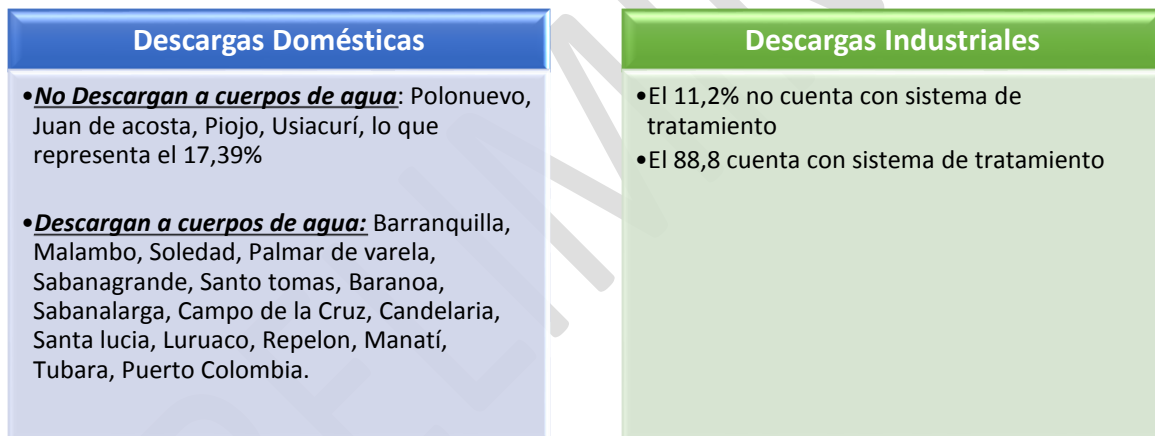 Descargas Domésticas
•No Descargan a cuerpos de agua: Polonuevo,
Juan de acosta, Piojo, Usiacurí, lo que
representa el 17,39%
•Descargan a cuerpos de agua: Barranquilla,
Malambo, Soledad, Palmar de varela,
Sabanagrande, Santo tomas, Baranoa,
Sabanalarga, Campo de la Cruz, Candelaria,
Santa lucia, Luruaco, Repelon, Manatí,
Tubara, Puerto Colombia.
Descargas Industriales
•El 11,2% no cuenta con sistema de
tratamiento
•El 88,8 cuenta con sistema de tratamiento